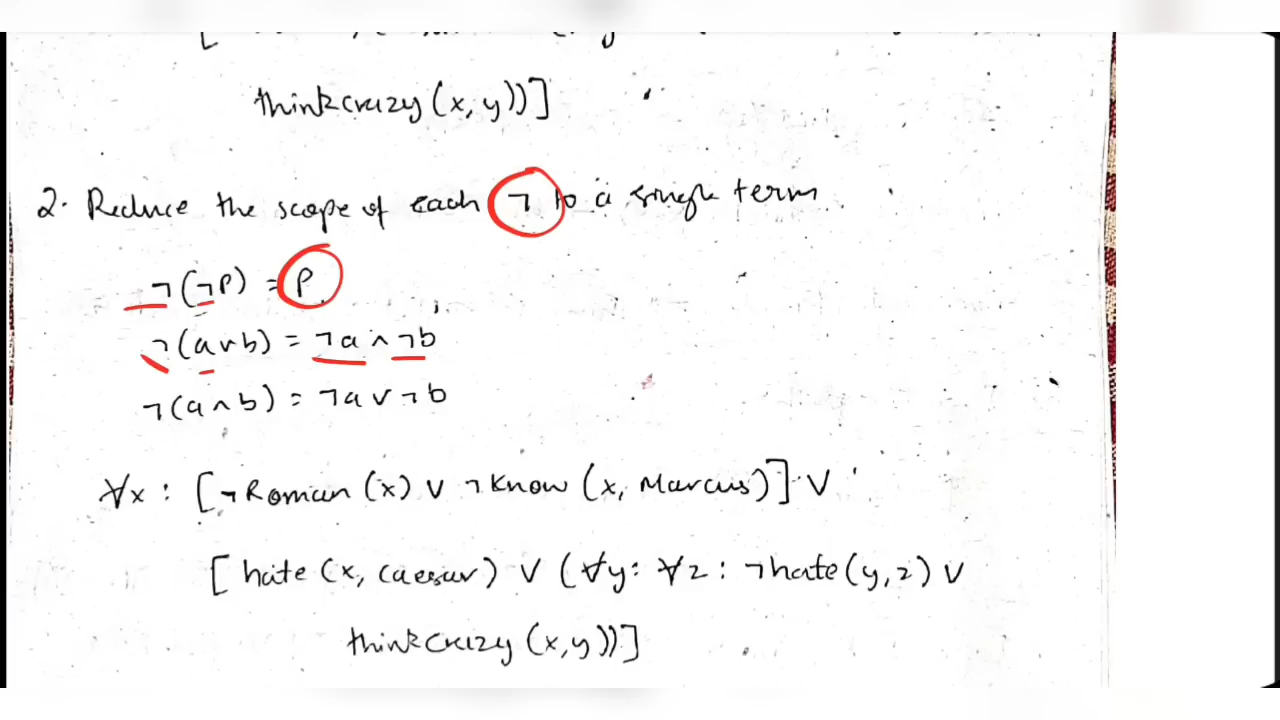 thinkcrazy (x, y))]
2. Reduce the scope of each ¬ to a single term
¬(¬P) = P
¬(a ∨ b) = ¬a ∧ ¬b
¬(a ∧ b) = ¬a ∨ ¬b
∀x : [¬Roman (x) ∨ ¬Know (x, Marcus)] ∨
[hate (x, caesar) ∨ (∀y: ∀z : ¬hate (y, z) ∨
thinkcrazy (x, y))]